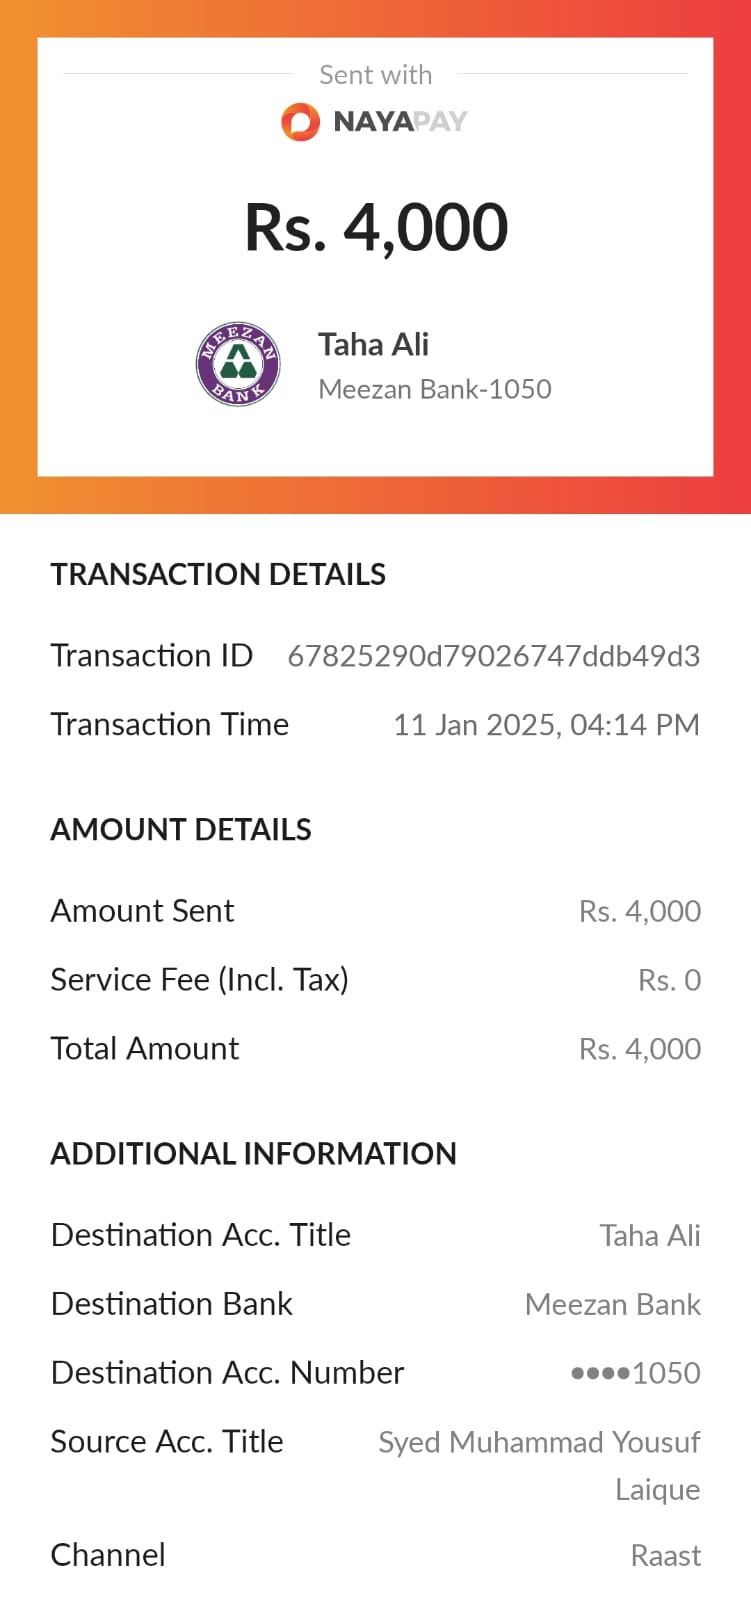 Sent with
NAYAPAY
Rs. 4,000
MEEZAN BANK
Taha Ali
Meezan Bank-1050
TRANSACTION DETAILS
Transaction ID 67825290d79026747ddb49d3
Transaction Time 11 Jan 2025, 04:14 PM
AMOUNT DETAILS
Amount Sent Rs. 4,000
Service Fee (Incl. Tax) Rs. 0
Total Amount Rs. 4,000
ADDITIONAL INFORMATION
Destination Acc. Title Taha Ali
Destination Bank Meezan Bank
Destination Acc. Number ••••1050
Source Acc. Title Syed Muhammad Yousuf
Laique
Channel Raast